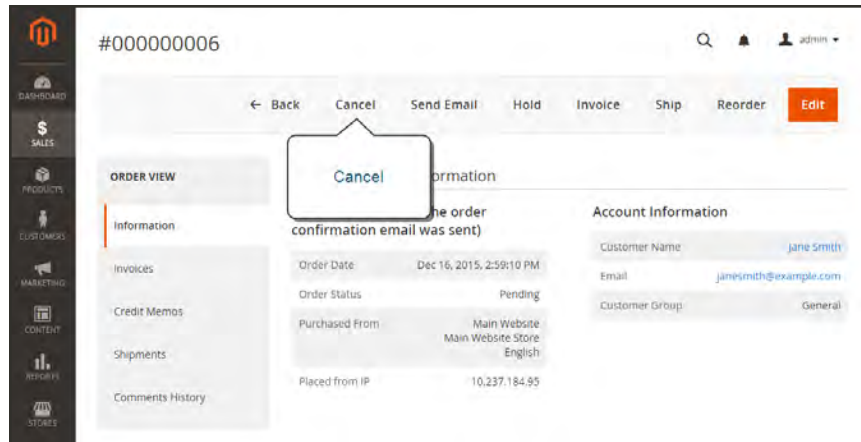 #000000006
admin
DASHBOARD
SALES
PRODUCTS
CUSTOMERS
MARKETING
CONTENT
REPORTS
STORES
← Back Cancel Send Email Hold Invoice Ship Reorder Edit
Cancel
ORDER VIEW
Information
Invoices
Credit Memos
Shipments
Comments History
ormation
he order
confirmation email was sent)
Order Date Dec 16, 2015, 2:59:10 PM
Order Status Pending
Purchased From Main Website
Main Website Store
English
Placed from IP 10.237.184.95
Account Information
Customer Name Jane Smith
Email janesmith@example.com
Customer Group General